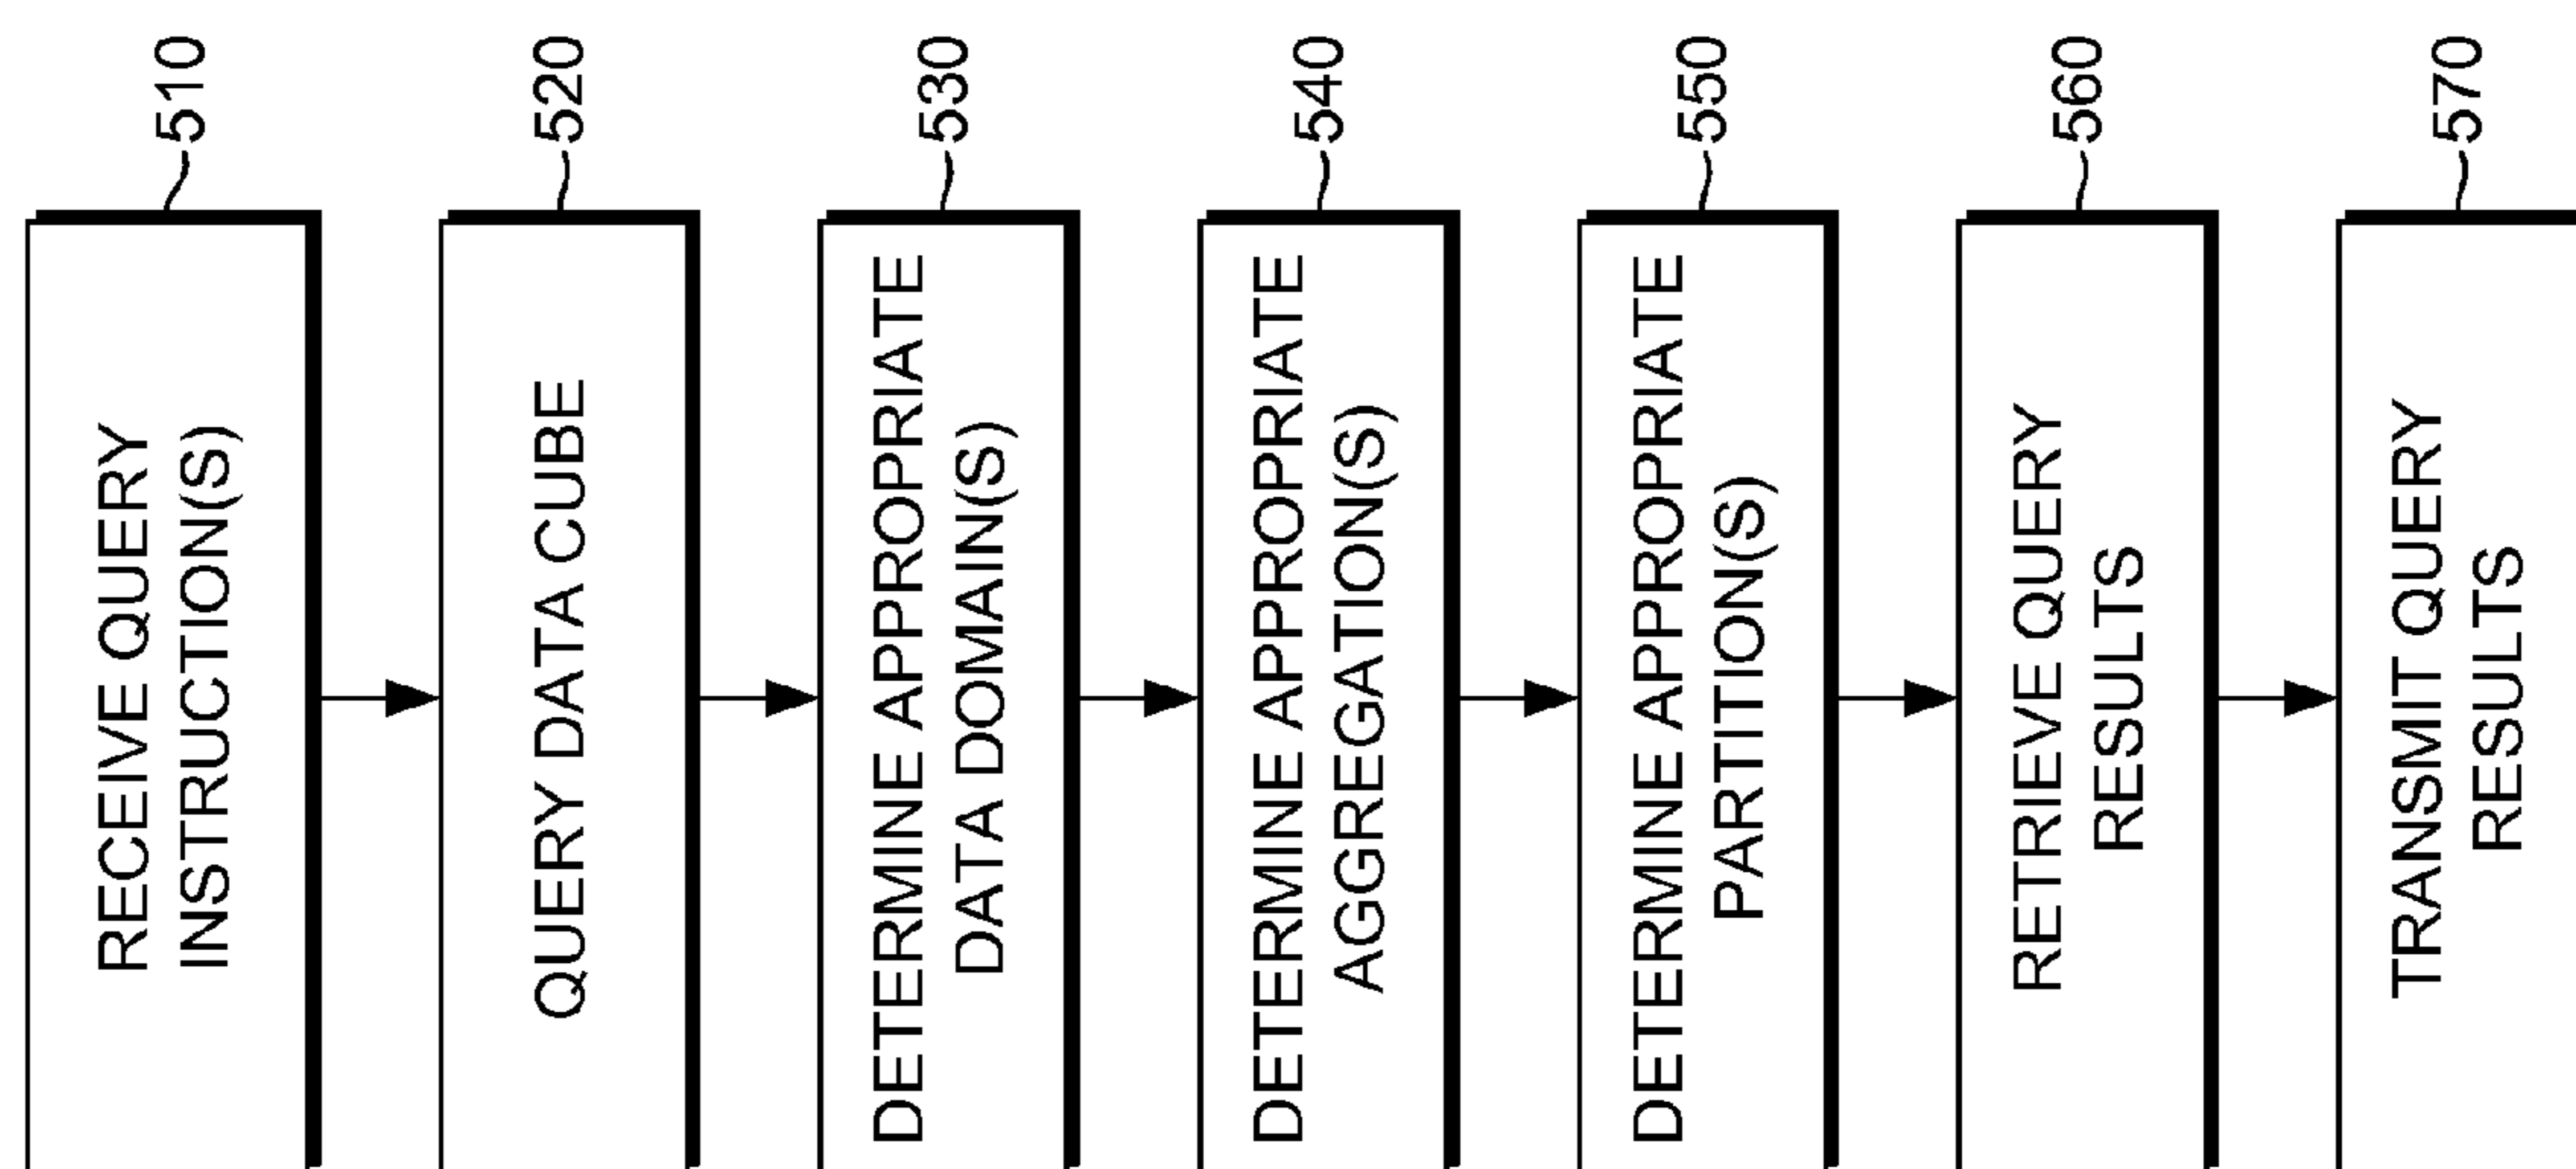 RECEIVE QUERY
INSTRUCTION(S)
510
QUERY DATA CUBE
520
DETERMINE APPROPRIATE
DATA DOMAIN(S)
530
DETERMINE APPROPRIATE
AGGREGATION(S)
540
DETERMINE APPROPRIATE
PARTITION(S)
550
RETRIEVE QUERY
RESULTS
560
TRANSMIT QUERY
RESULTS
570